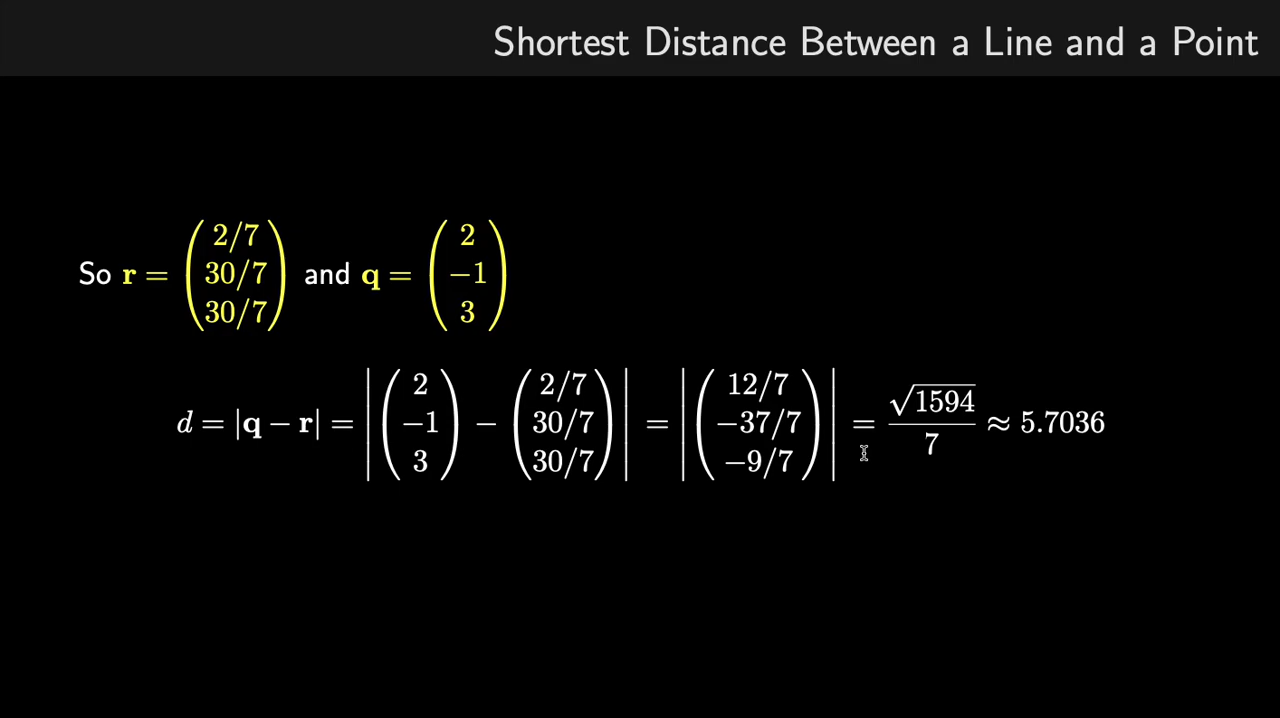 Shortest Distance Between a Line and a Point
So r = (2/7 30/7 30/7) and q = (2 −1 3)
d = |q − r| = |(2 −1 3) − (2/7 30/7 30/7)| = |(12/7 −37/7 −9/7)| = √1594/7 ≈ 5.7036